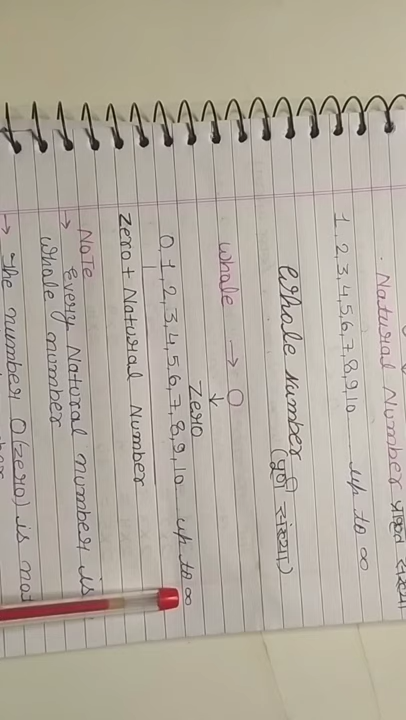 Natural Number प्राकृत संख्या
1,2,3,4,5,6,7,8,9,10 up to ∞
Whole number (पूर्ण संख्या)
Whole → 0
↓
Zero
0,1,2,3,4,5,6,7,8,9,10 up to ∞
Zero + Natural Number
Note
→ Every Natural number is
Whole number
→ The number 0(zero) is not